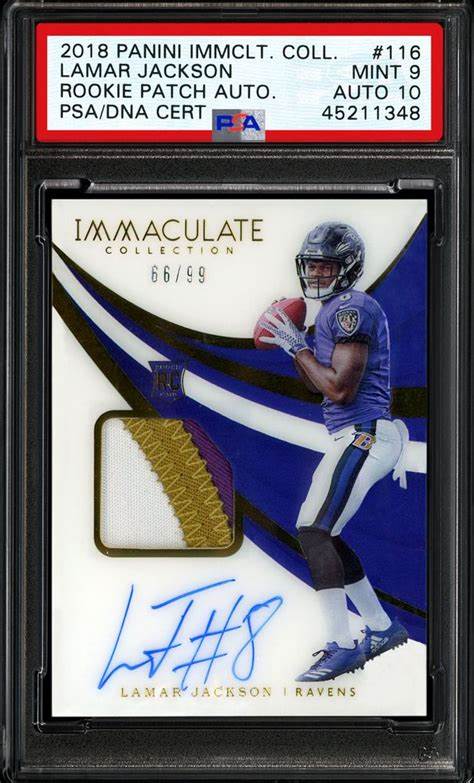 2018 PANINI IMMCLT. COLL. #116
LAMAR JACKSON MINT 9
ROOKIE PATCH AUTO. AUTO 10
PSA/DNA CERT PSA 45211348
IMMACULATE
COLLECTION
66/99
RC
#8
LAMAR JACKSON | RAVENS